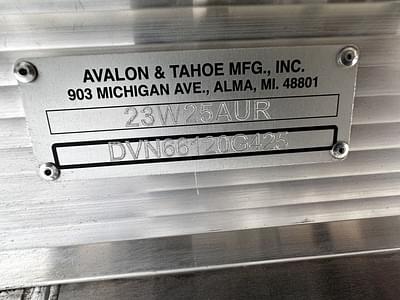 AVALON & TAHOE MFG., INC.
903 MICHIGAN AVE., ALMA, MI. 48801
23W25AUR
DVN66120G425